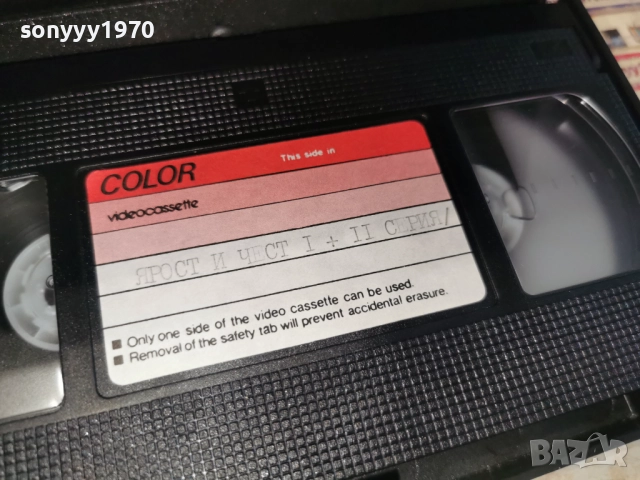 sonyyy1970
COLOR
This side in
videocassette
ЯРОСТ И ЧЕСТ I + II СЕРИЯ/
■ Only one side of the video cassette can be used.
■ Removal of the safety tab will prevent accidental erasure.
BAZAR